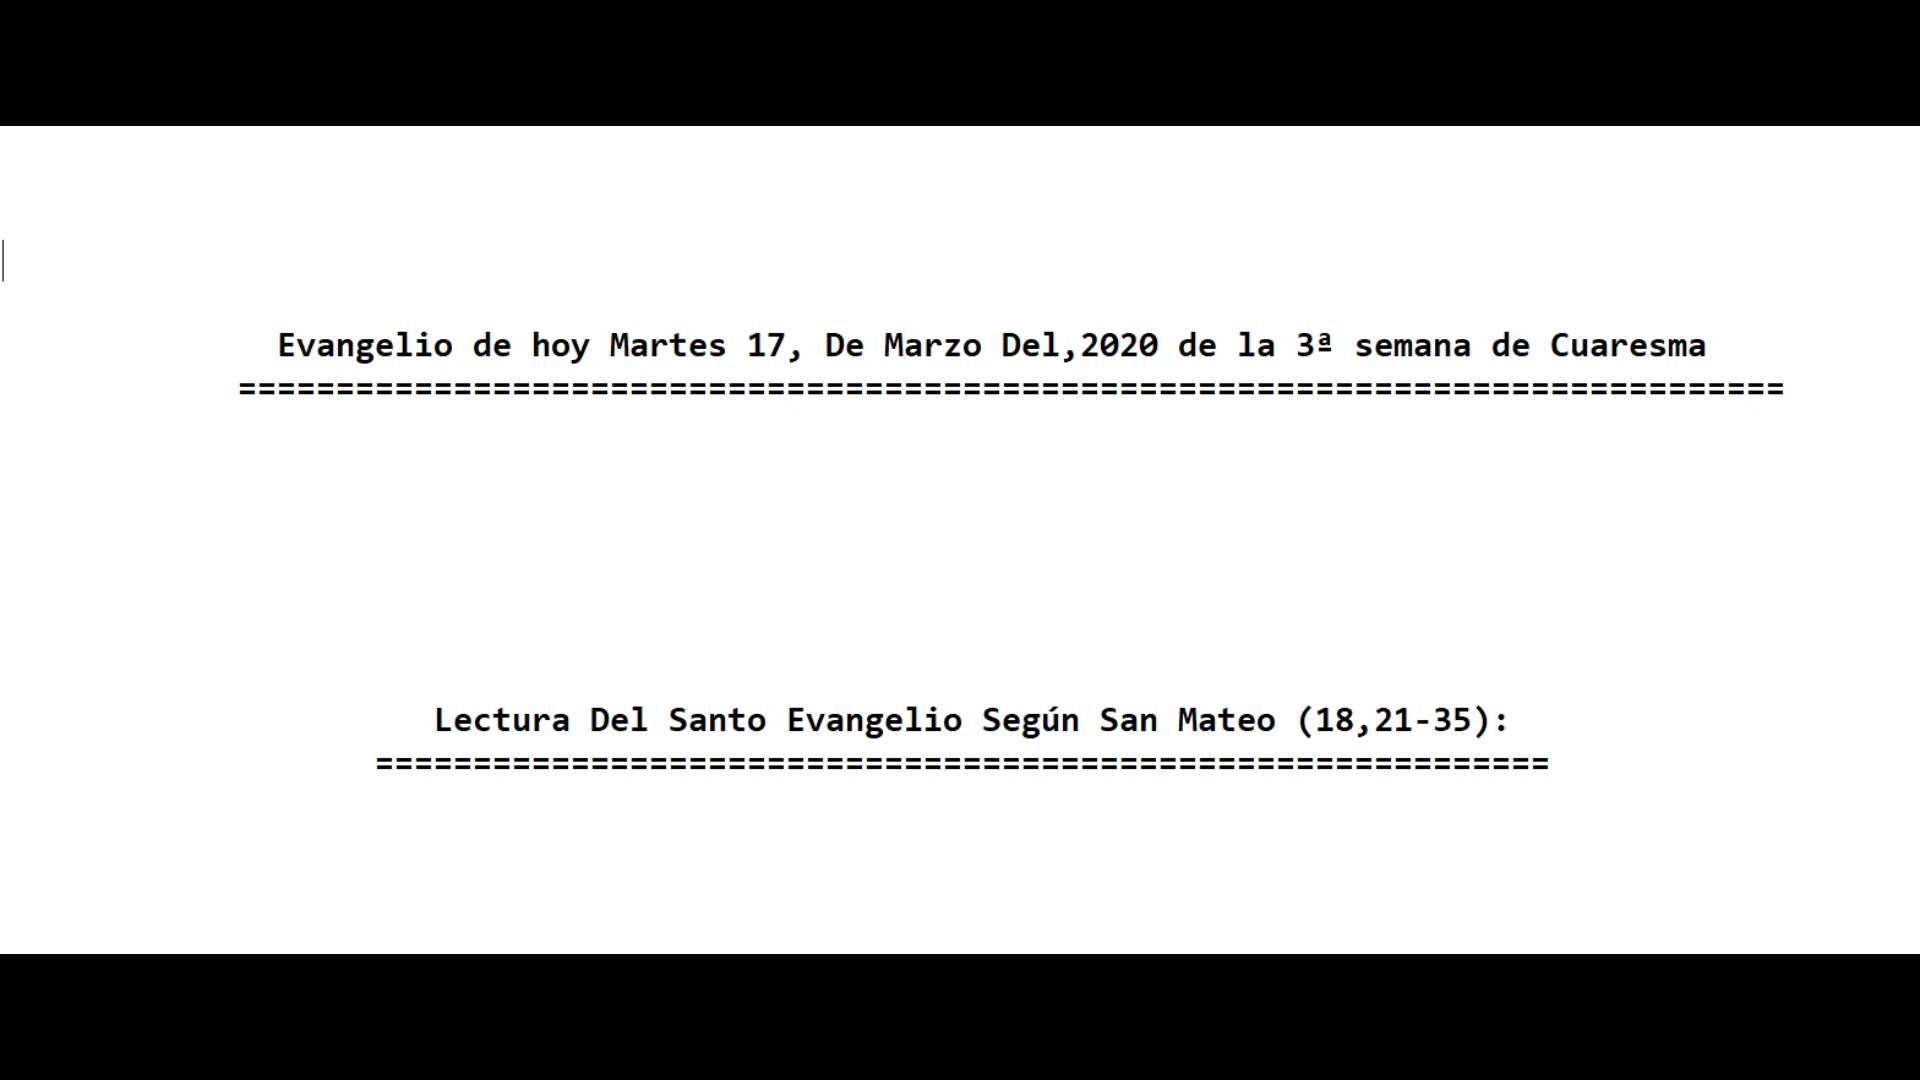 Evangelio de hoy Martes 17, De Marzo Del,2020 de la 3ª semana de Cuaresma
===============================================================================
Lectura Del Santo Evangelio Según San Mateo (18,21-35):
============================================================